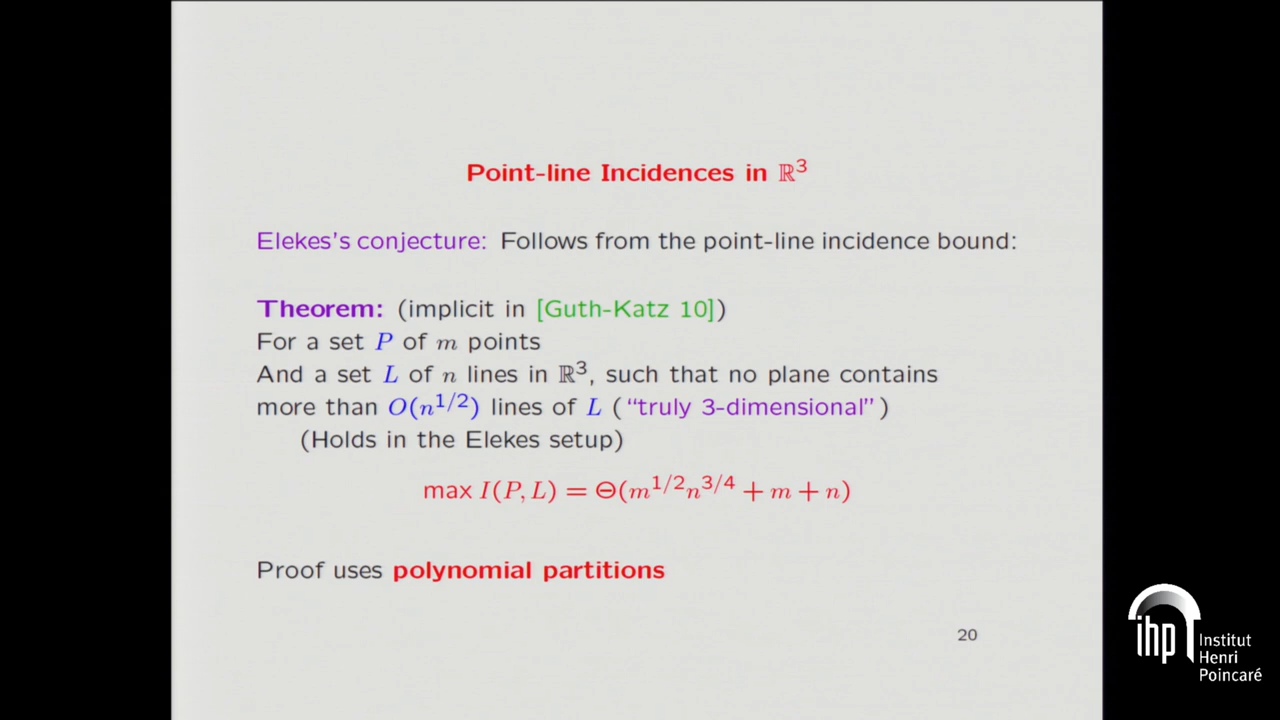 Point-line Incidences in ℝ³
Elekes's conjecture: Follows from the point-line incidence bound:
Theorem: (implicit in [Guth-Katz 10])
For a set P of m points
And a set L of n lines in ℝ³, such that no plane contains
more than O(n^{1/2}) lines of L ("truly 3-dimensional")
(Holds in the Elekes setup)
max I(P, L) = Θ(m^{1/2}n^{3/4} + m + n)
Proof uses polynomial partitions
20
ihp
Institut
Henri
Poincaré